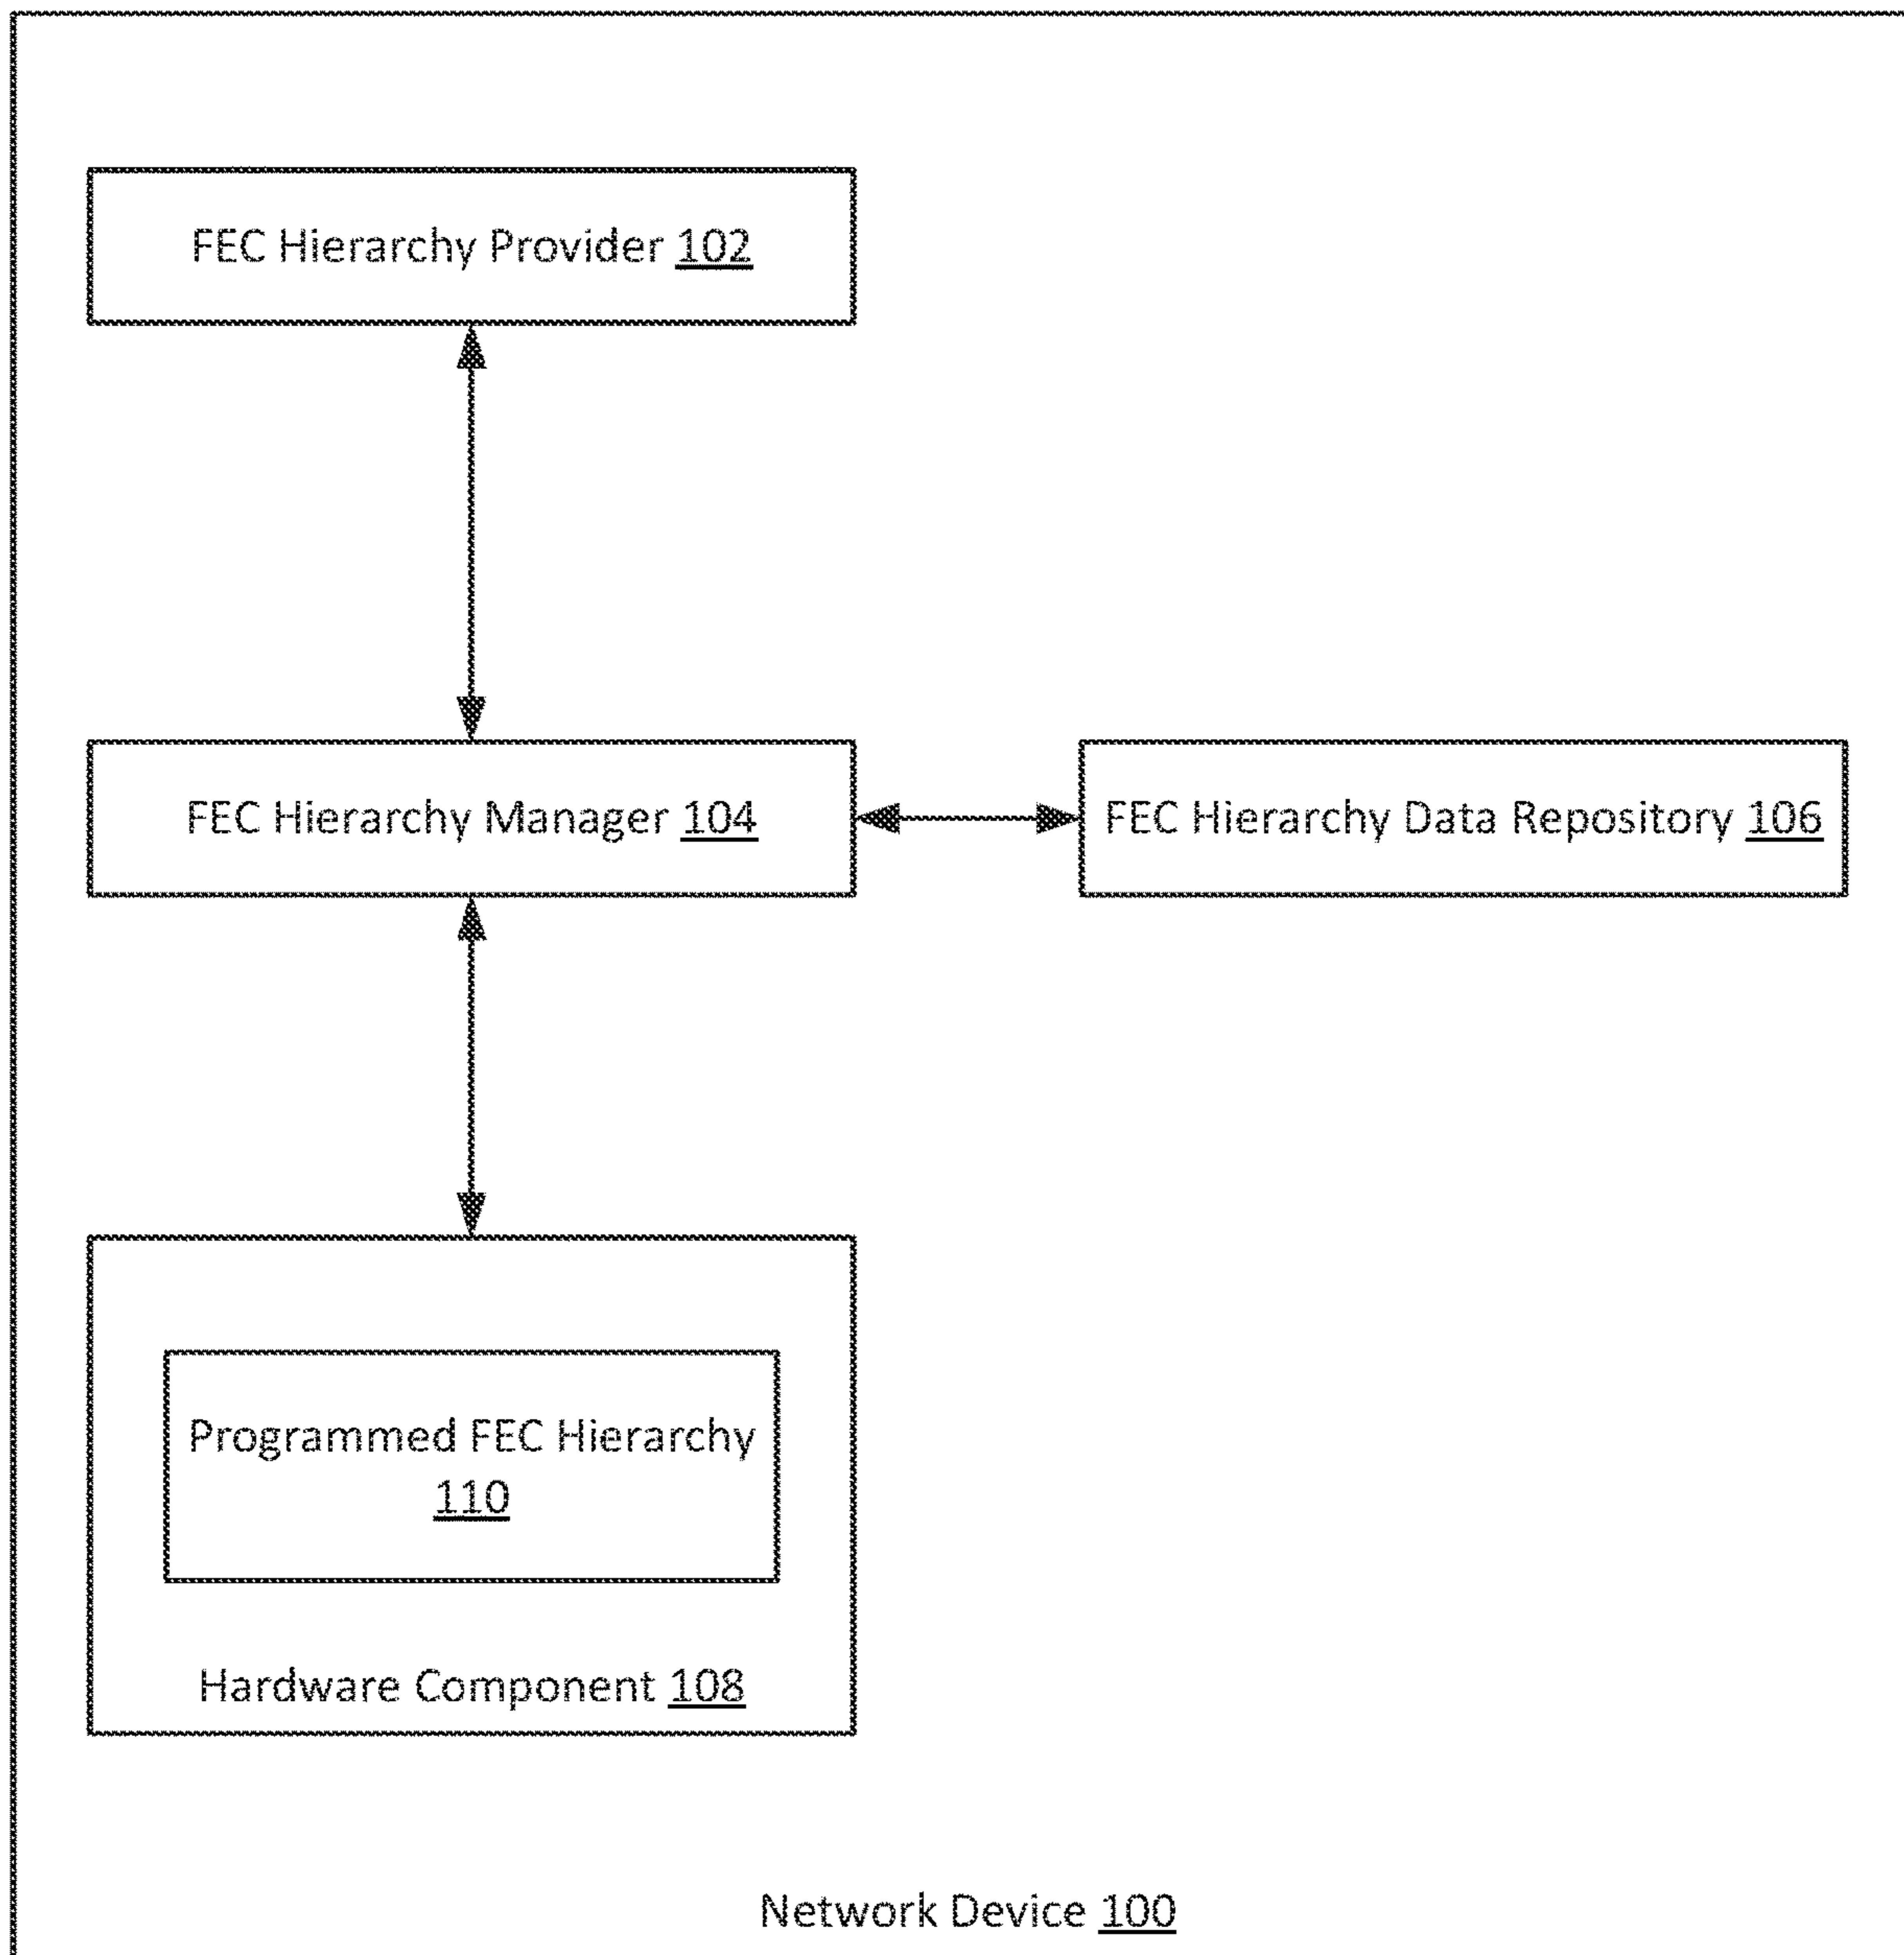 FEC Hierarchy Provider 102
FEC Hierarchy Manager 104
FEC Hierarchy Data Repository 106
Programmed FEC Hierarchy
110
Hardware Component 108
Network Device 100